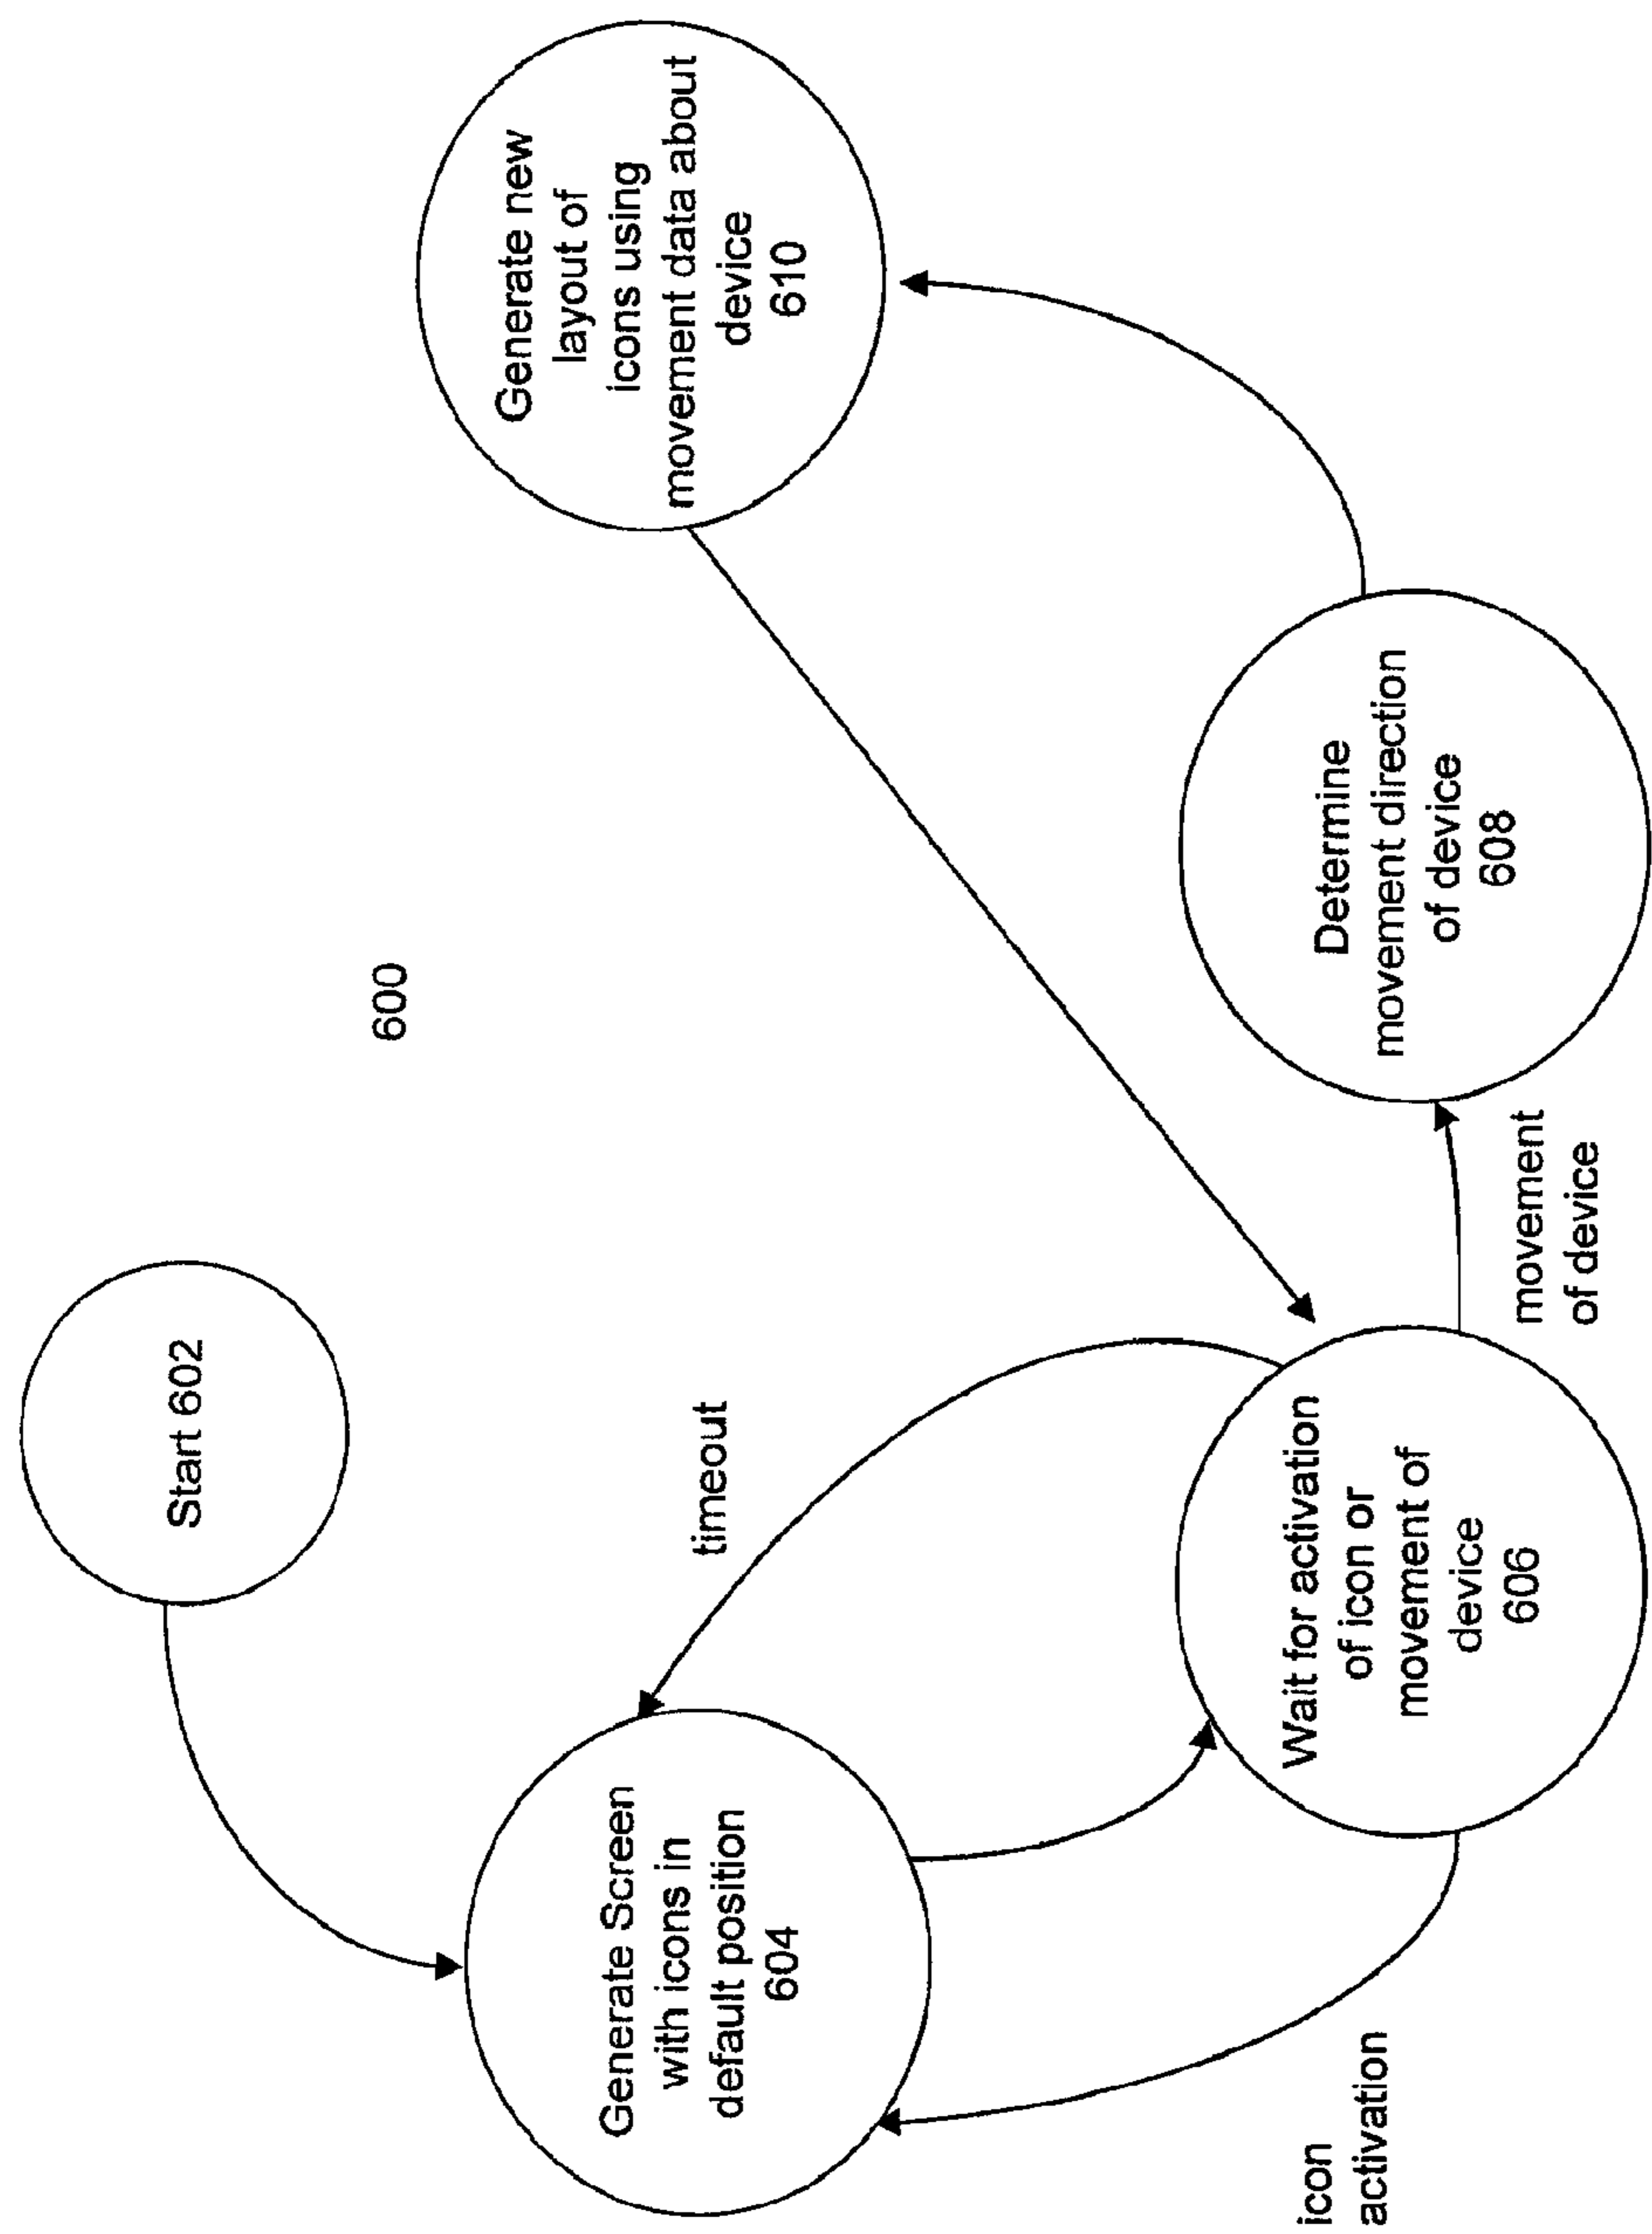 Start 602
600
Generate Screen
with icons in
default position
604
timeout
Generate new
layout of
icons using
movement data about
device
610
icon
activation
Wait for activation
of icon or
movement of
device
606
movement
of device
Determine
movement direction
of device
608